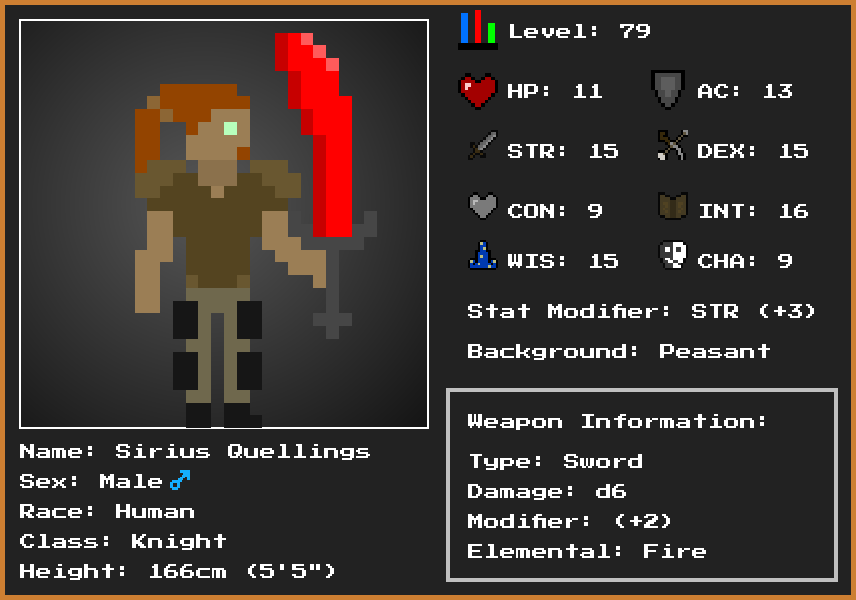 Level: 79
HP: 11
AC: 13
STR: 15
DEX: 15
CON: 9
INT: 16
WIS: 15
CHA: 9
Stat Modifier: STR (+3)
Background: Peasant
Weapon Information:
Type: Sword
Damage: d6
Modifier: (+2)
Elemental: Fire
Name: Sirius Quellings
Sex: Male♂
Race: Human
Class: Knight
Height: 166cm (5'5")